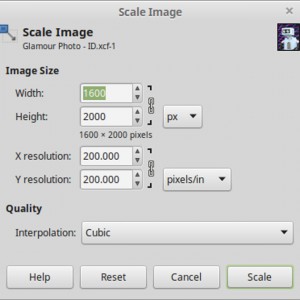 Scale Image
Scale Image
Glamour Photo - ID.xcf-1
Image Size
Width: 1600
Height: 2000 px
1600 × 2000 pixels
X resolution: 200.000
Y resolution: 200.000 pixels/in
Quality
Interpolation: Cubic
Help Reset Cancel Scale